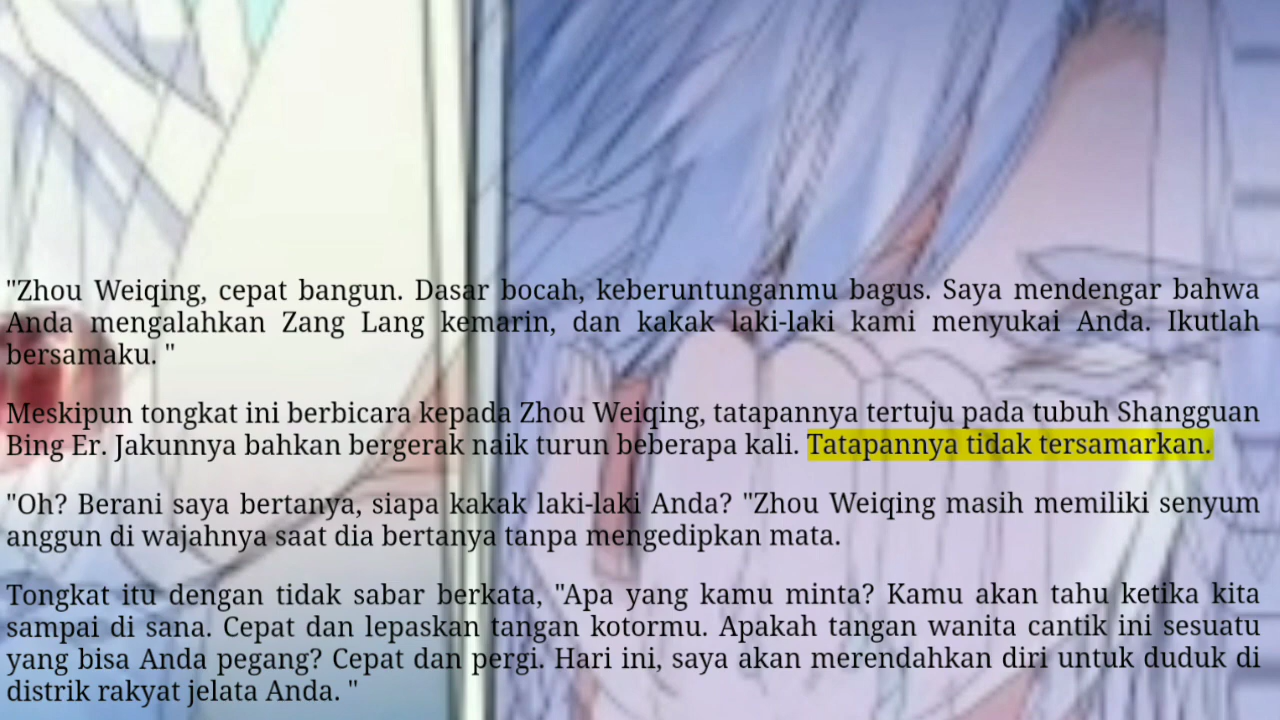 "Zhou Weiqing, cepat bangun. Dasar bocah, keberuntunganmu bagus. Saya mendengar bahwa
Anda mengalahkan Zang Lang kemarin, dan kakak laki-laki kami menyukai Anda. Ikutlah
bersamaku. "
Meskipun tongkat ini berbicara kepada Zhou Weiqing, tatapannya tertuju pada tubuh Shangguan
Bing Er. Jakunnya bahkan bergerak naik turun beberapa kali. Tatapannya tidak tersamarkan.
"Oh? Berani saya bertanya, siapa kakak laki-laki Anda? "Zhou Weiqing masih memiliki senyum
anggun di wajahnya saat dia bertanya tanpa mengedipkan mata.
Tongkat itu dengan tidak sabar berkata, "Apa yang kamu minta? Kamu akan tahu ketika kita
sampai di sana. Cepat dan lepaskan tangan kotormu. Apakah tangan wanita cantik ini sesuatu
yang bisa Anda pegang? Cepat dan pergi. Hari ini, saya akan merendahkan diri untuk duduk di
distrik rakyat jelata Anda. "